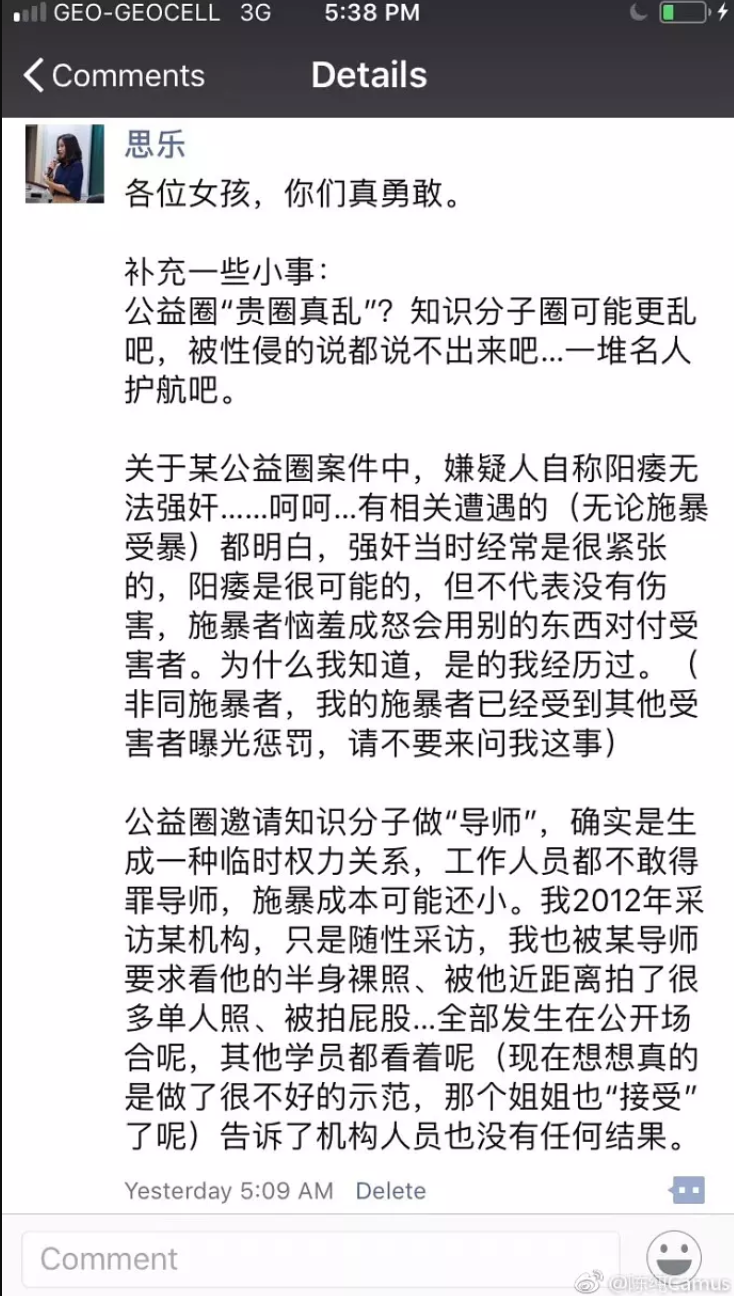 GEO-GEOCELL 3G 5:38 PM
Comments Details
思乐
各位女孩，你们真勇敢。
补充一些小事：
公益圈“贵圈真乱”？知识分子圈可能更乱
吧，被性侵的说都说不出来吧...一堆名人
护航吧。
关于某公益圈案件中，嫌疑人自称阳痿无
法强奸……呵呵...有相关遭遇的（无论施暴
受暴）都明白，强奸当时经常是很紧张
的，阳痿是很可能的，但不代表没有伤
害，施暴者恼羞成怒会用别的东西对付受
害者。为什么我知道，是的我经历过。（
非同施暴者，我的施暴者已经受到其他受
害者曝光惩罚，请不要来问我这事）
公益圈邀请知识分子做“导师”，确实是生
成一种临时权力关系，工作人员都不敢得
罪导师，施暴成本可能还小。我2012年采
访某机构，只是随性采访，我也被某导师
要求看他的半身裸照、被他近距离拍了很
多单人照、被拍屁股...全部发生在公开场
合呢，其他学员都看着呢（现在想想真的
是做了很不好的示范，那个姐姐也“接受”
了呢）告诉了机构人员也没有任何结果。
Yesterday 5:09 AM Delete
Comment
Camus